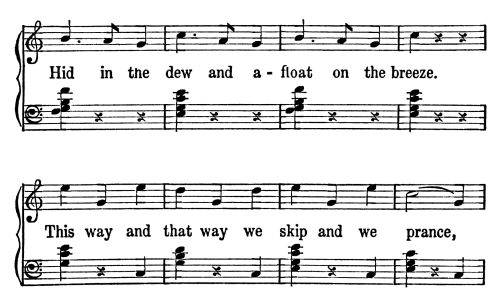 Hid in the dew and a - float on the breeze.
This way and that way we skip and we prance,